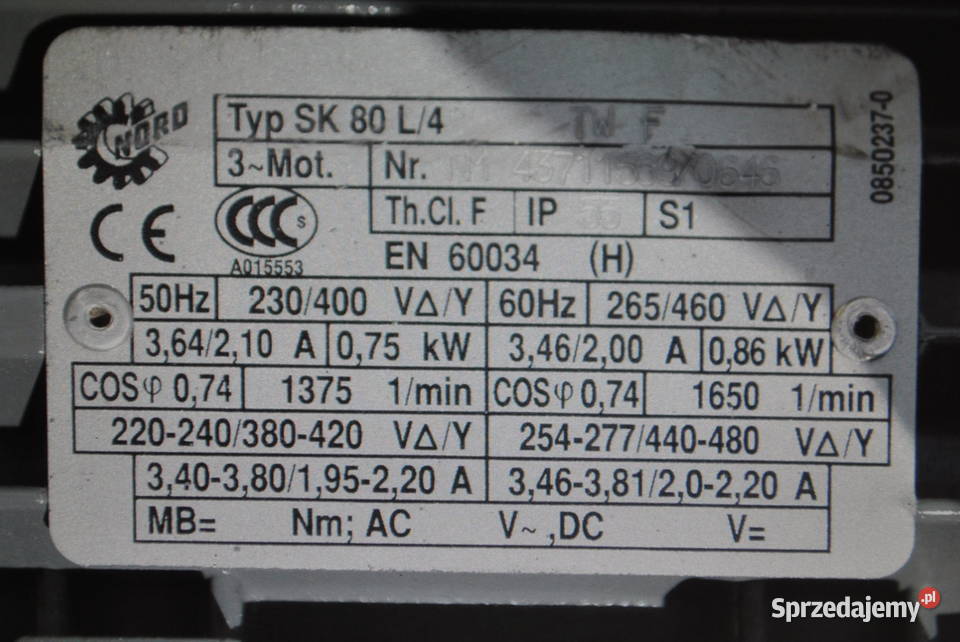 NORD
Typ SK 80 L/4 TW F
3~Mot. Nr.
Th.Cl. F IP 55 S1
CE CCC S
A015553
EN 60034 (H)
0850237-0
50Hz 230/400 VΔ/Y 60Hz 265/460 VΔ/Y
3,64/2,10 A 0,75 kW 3,46/2,00 A 0,86 kW
COSφ 0,74 1375 1/min COSφ 0,74 1650 1/min
220-240/380-420 VΔ/Y 254-277/440-480 VΔ/Y
3,40-3,80/1,95-2,20 A 3,46-3,81/2,0-2,20 A
MB= Nm; AC V~ ,DC V=
Sprzedajemy.pl